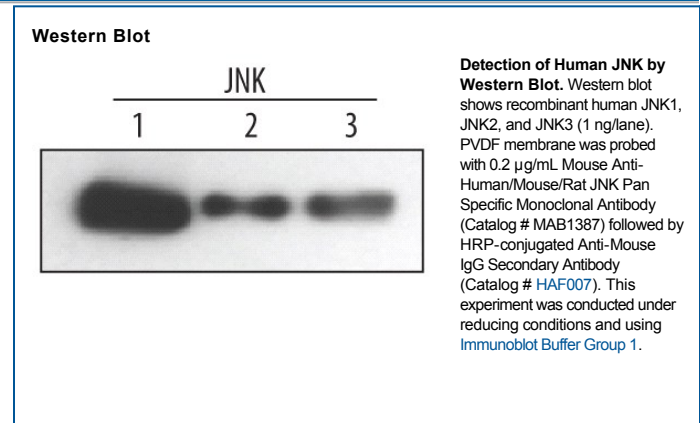 Western Blot
JNK
1 2 3
Detection of Human JNK by
Western Blot. Western blot
shows recombinant human JNK1,
JNK2, and JNK3 (1 ng/lane).
PVDF membrane was probed
with 0.2 µg/mL Mouse Anti-
Human/Mouse/Rat JNK Pan
Specific Monoclonal Antibody
(Catalog # MAB1387) followed by
HRP-conjugated Anti-Mouse
IgG Secondary Antibody
(Catalog # HAF007). This
experiment was conducted under
reducing conditions and using
Immunoblot Buffer Group 1.